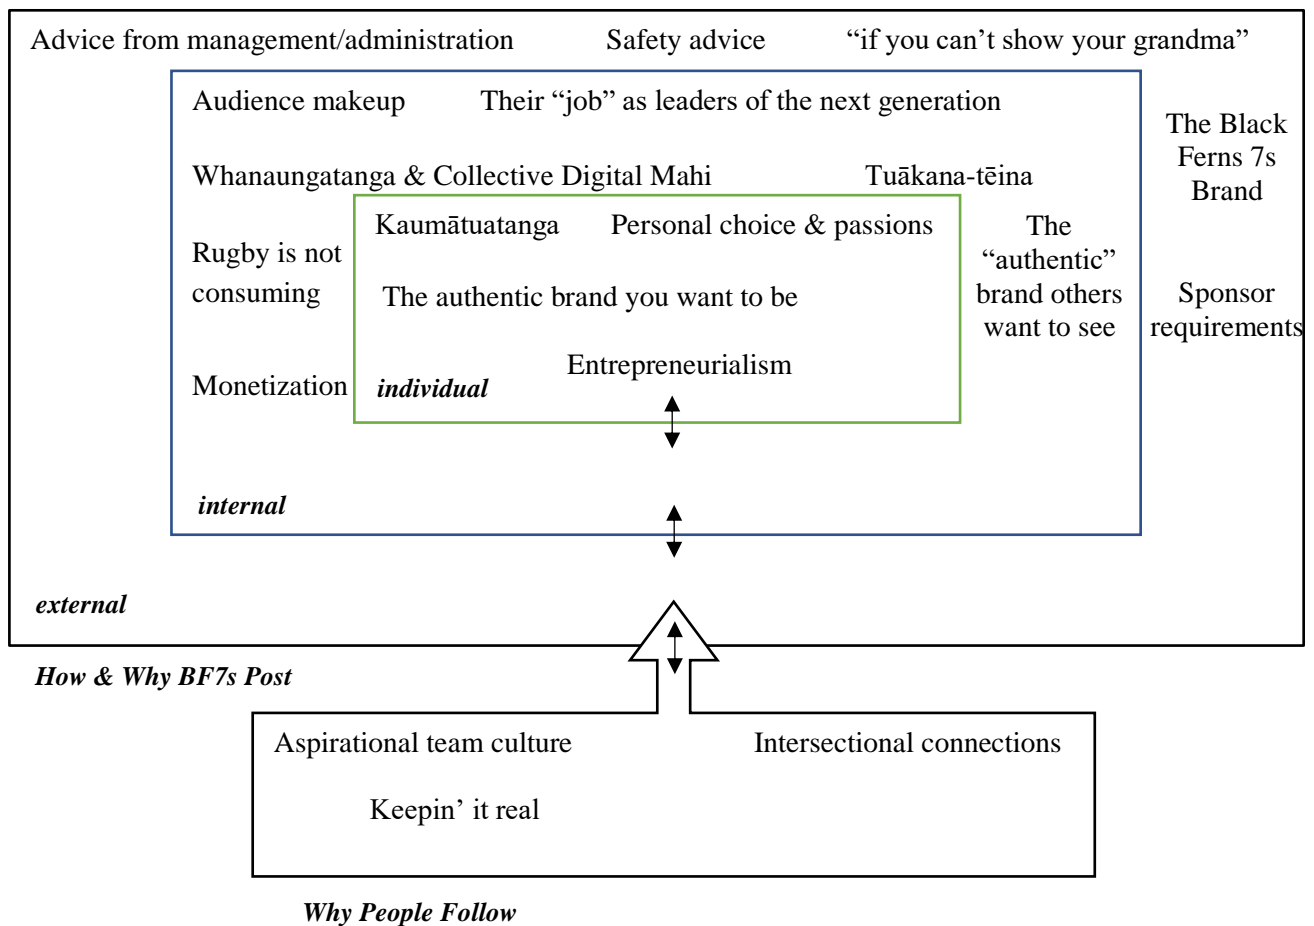 Advice from management/administration
Safety advice
“if you can’t show your grandma”
Audience makeup
Their “job” as leaders of the next generation
The Black
Ferns 7s
Brand
Whanaungatanga & Collective Digital Mahi
Tuākana-tēina
Kaumātuatanga
Personal choice & passions
Rugby is not
consuming
The
“authentic”
brand others
want to see
The authentic brand you want to be
Sponsor
requirements
Entrepreneurialism
Monetization
individual
internal
external
How & Why BF7s Post
Aspirational team culture
Intersectional connections
Keepin’ it real
Why People Follow